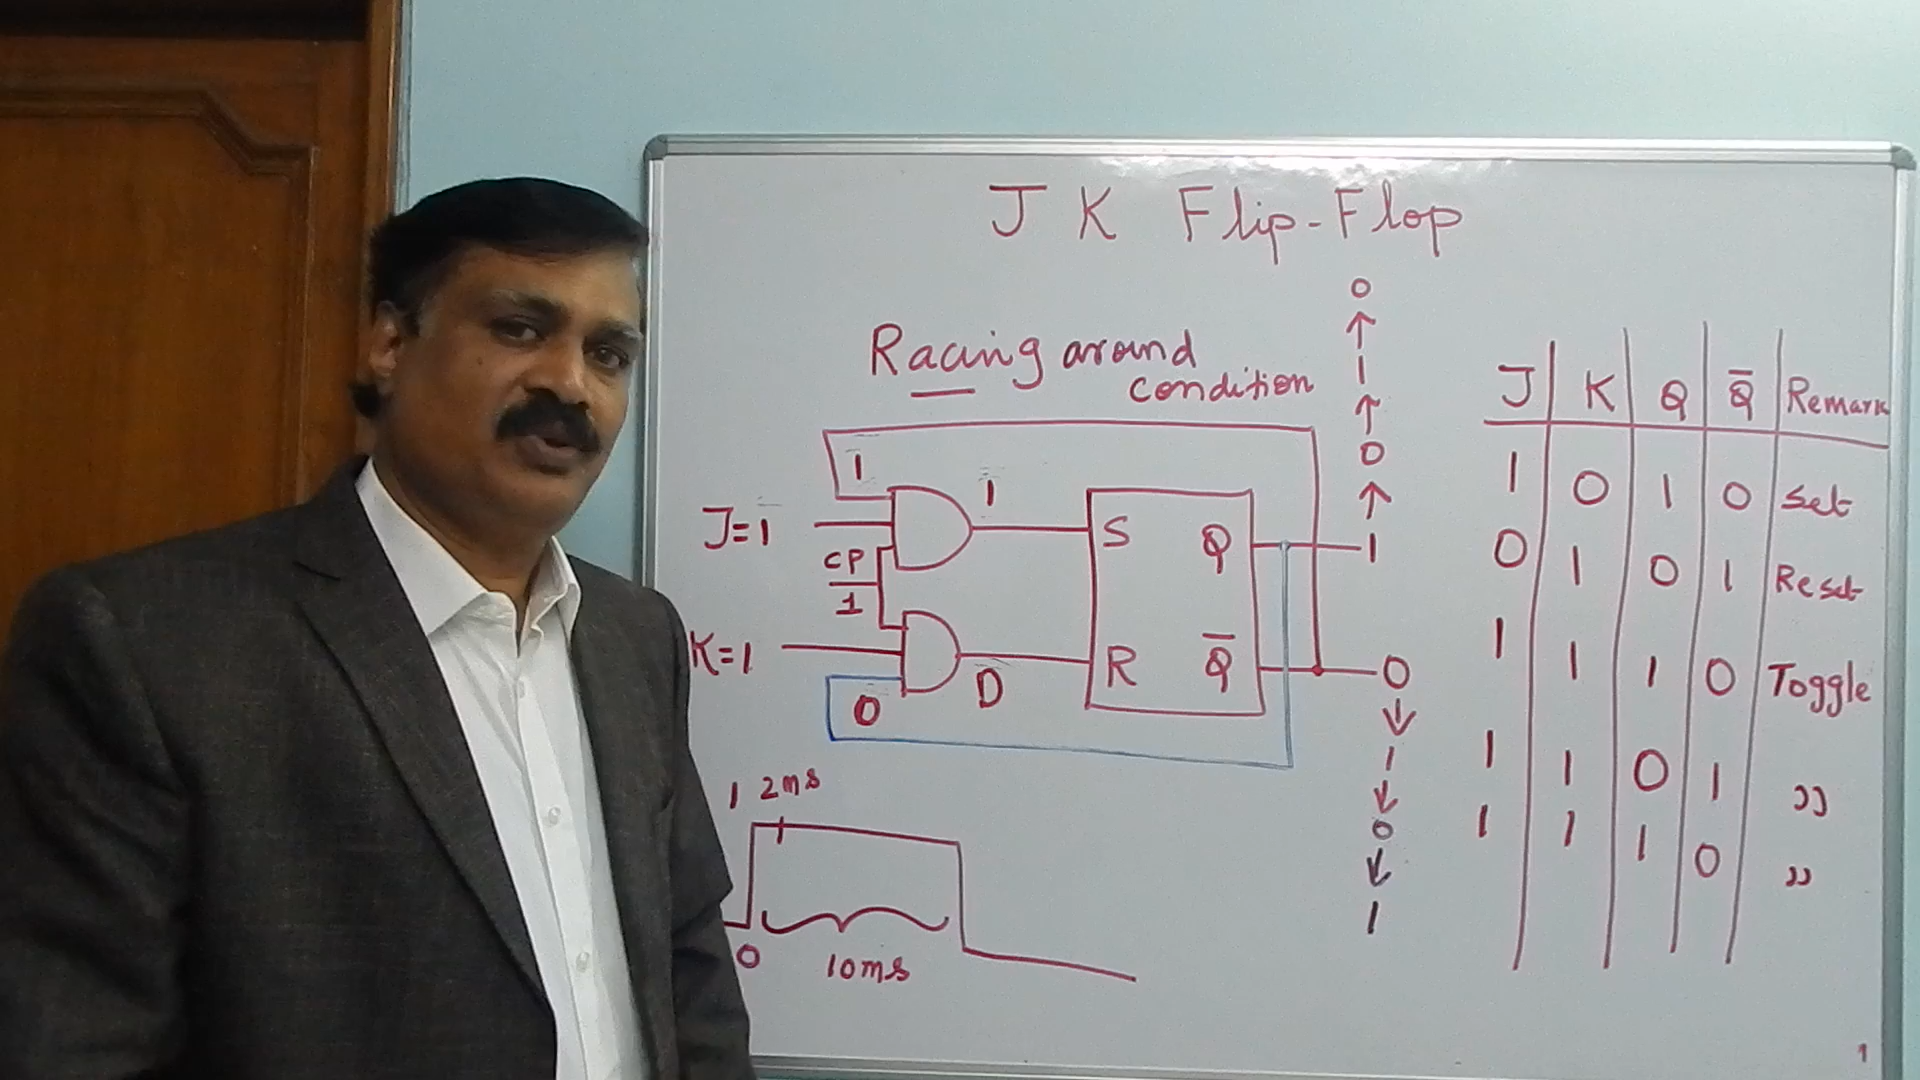 J K Flip-Flop
Racing around
condition
0
↑
1
↑
0
↑
1
0
↓
1
↓
0
↓
1
1
1
J=1
CP
1
K=1
0
D
S Q
R Q̄
1 2ms
0
10ms
J K Q Q̄ Remark
1 0 1 0 Set
0 1 0 1 Reset
1 1 1 0 Toggle
1 1 0 1 ,,
1 1 1 0 ,,
1